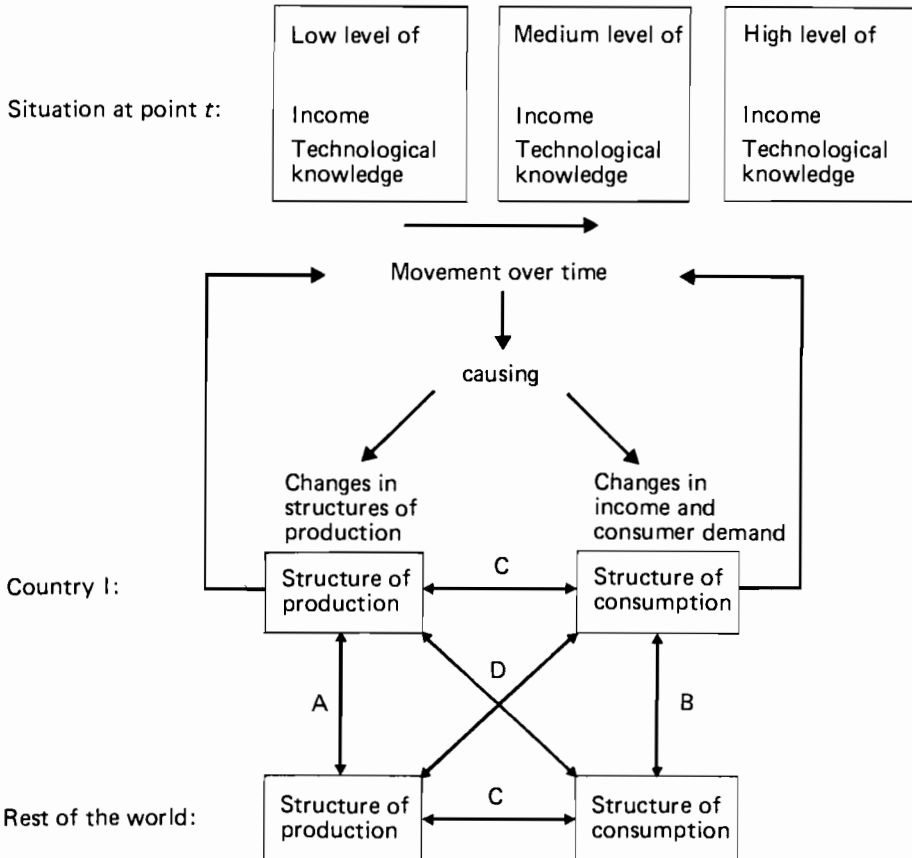 Low level of
Income
Technological
knowledge
Medium level of
Income
Technological
knowledge
High level of
Income
Technological
knowledge
Situation at point t:
Movement over time
causing
Changes in
structures of
production
Changes in
income and
consumer demand
Country I:
Structure of
production
C
Structure of
consumption
A
D
B
Rest of the world:
Structure of
production
C
Structure of
consumption